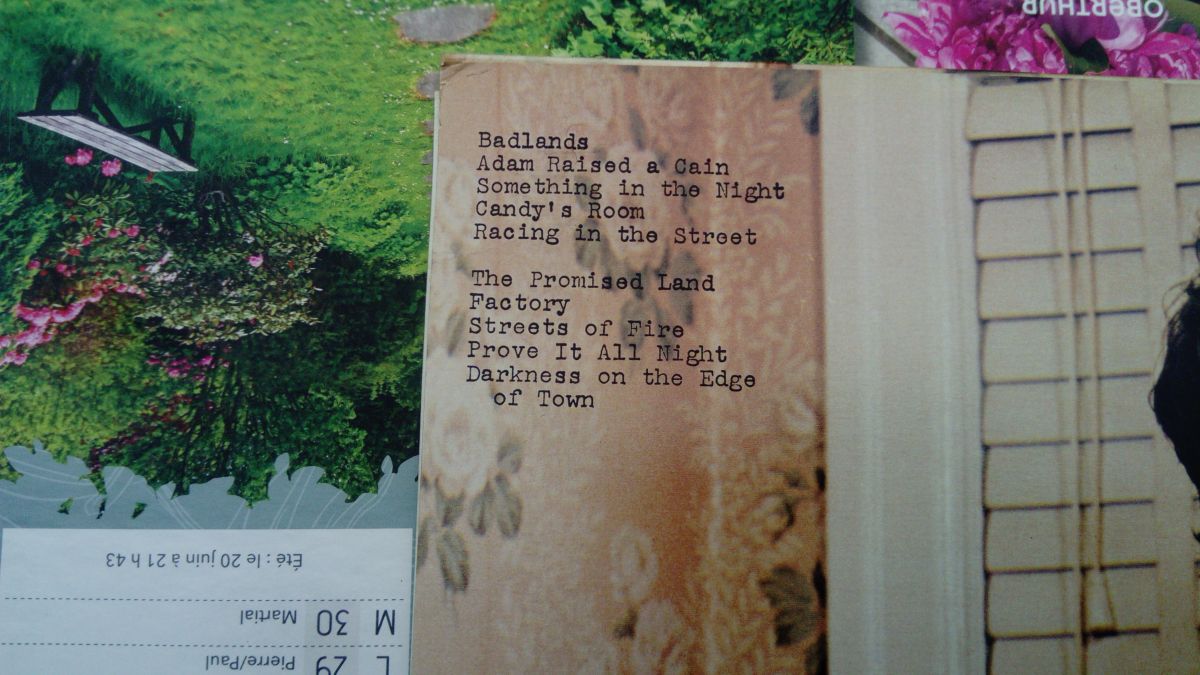 OBERTHUR
Badlands
Adam Raised a Cain
Something in the Night
Candy's Room
Racing in the Street
The Promised Land
Factory
Streets of Fire
Prove It All Night
Darkness on the Edge
of Town
Été : le 20 juin à 21 h 43
M 30 Martial
L 29 Pierre/Paul